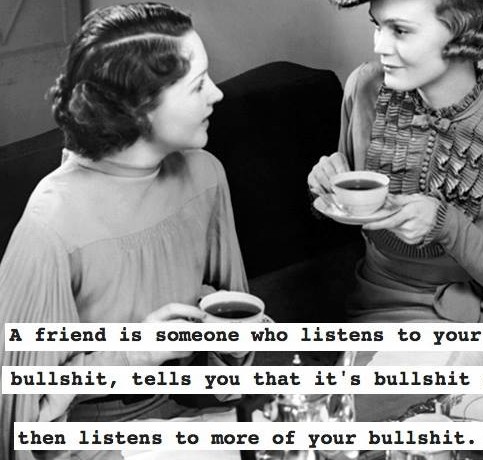 A friend is someone who listens to your
bullshit, tells you that it's bullshit
then listens to more of your bullshit.